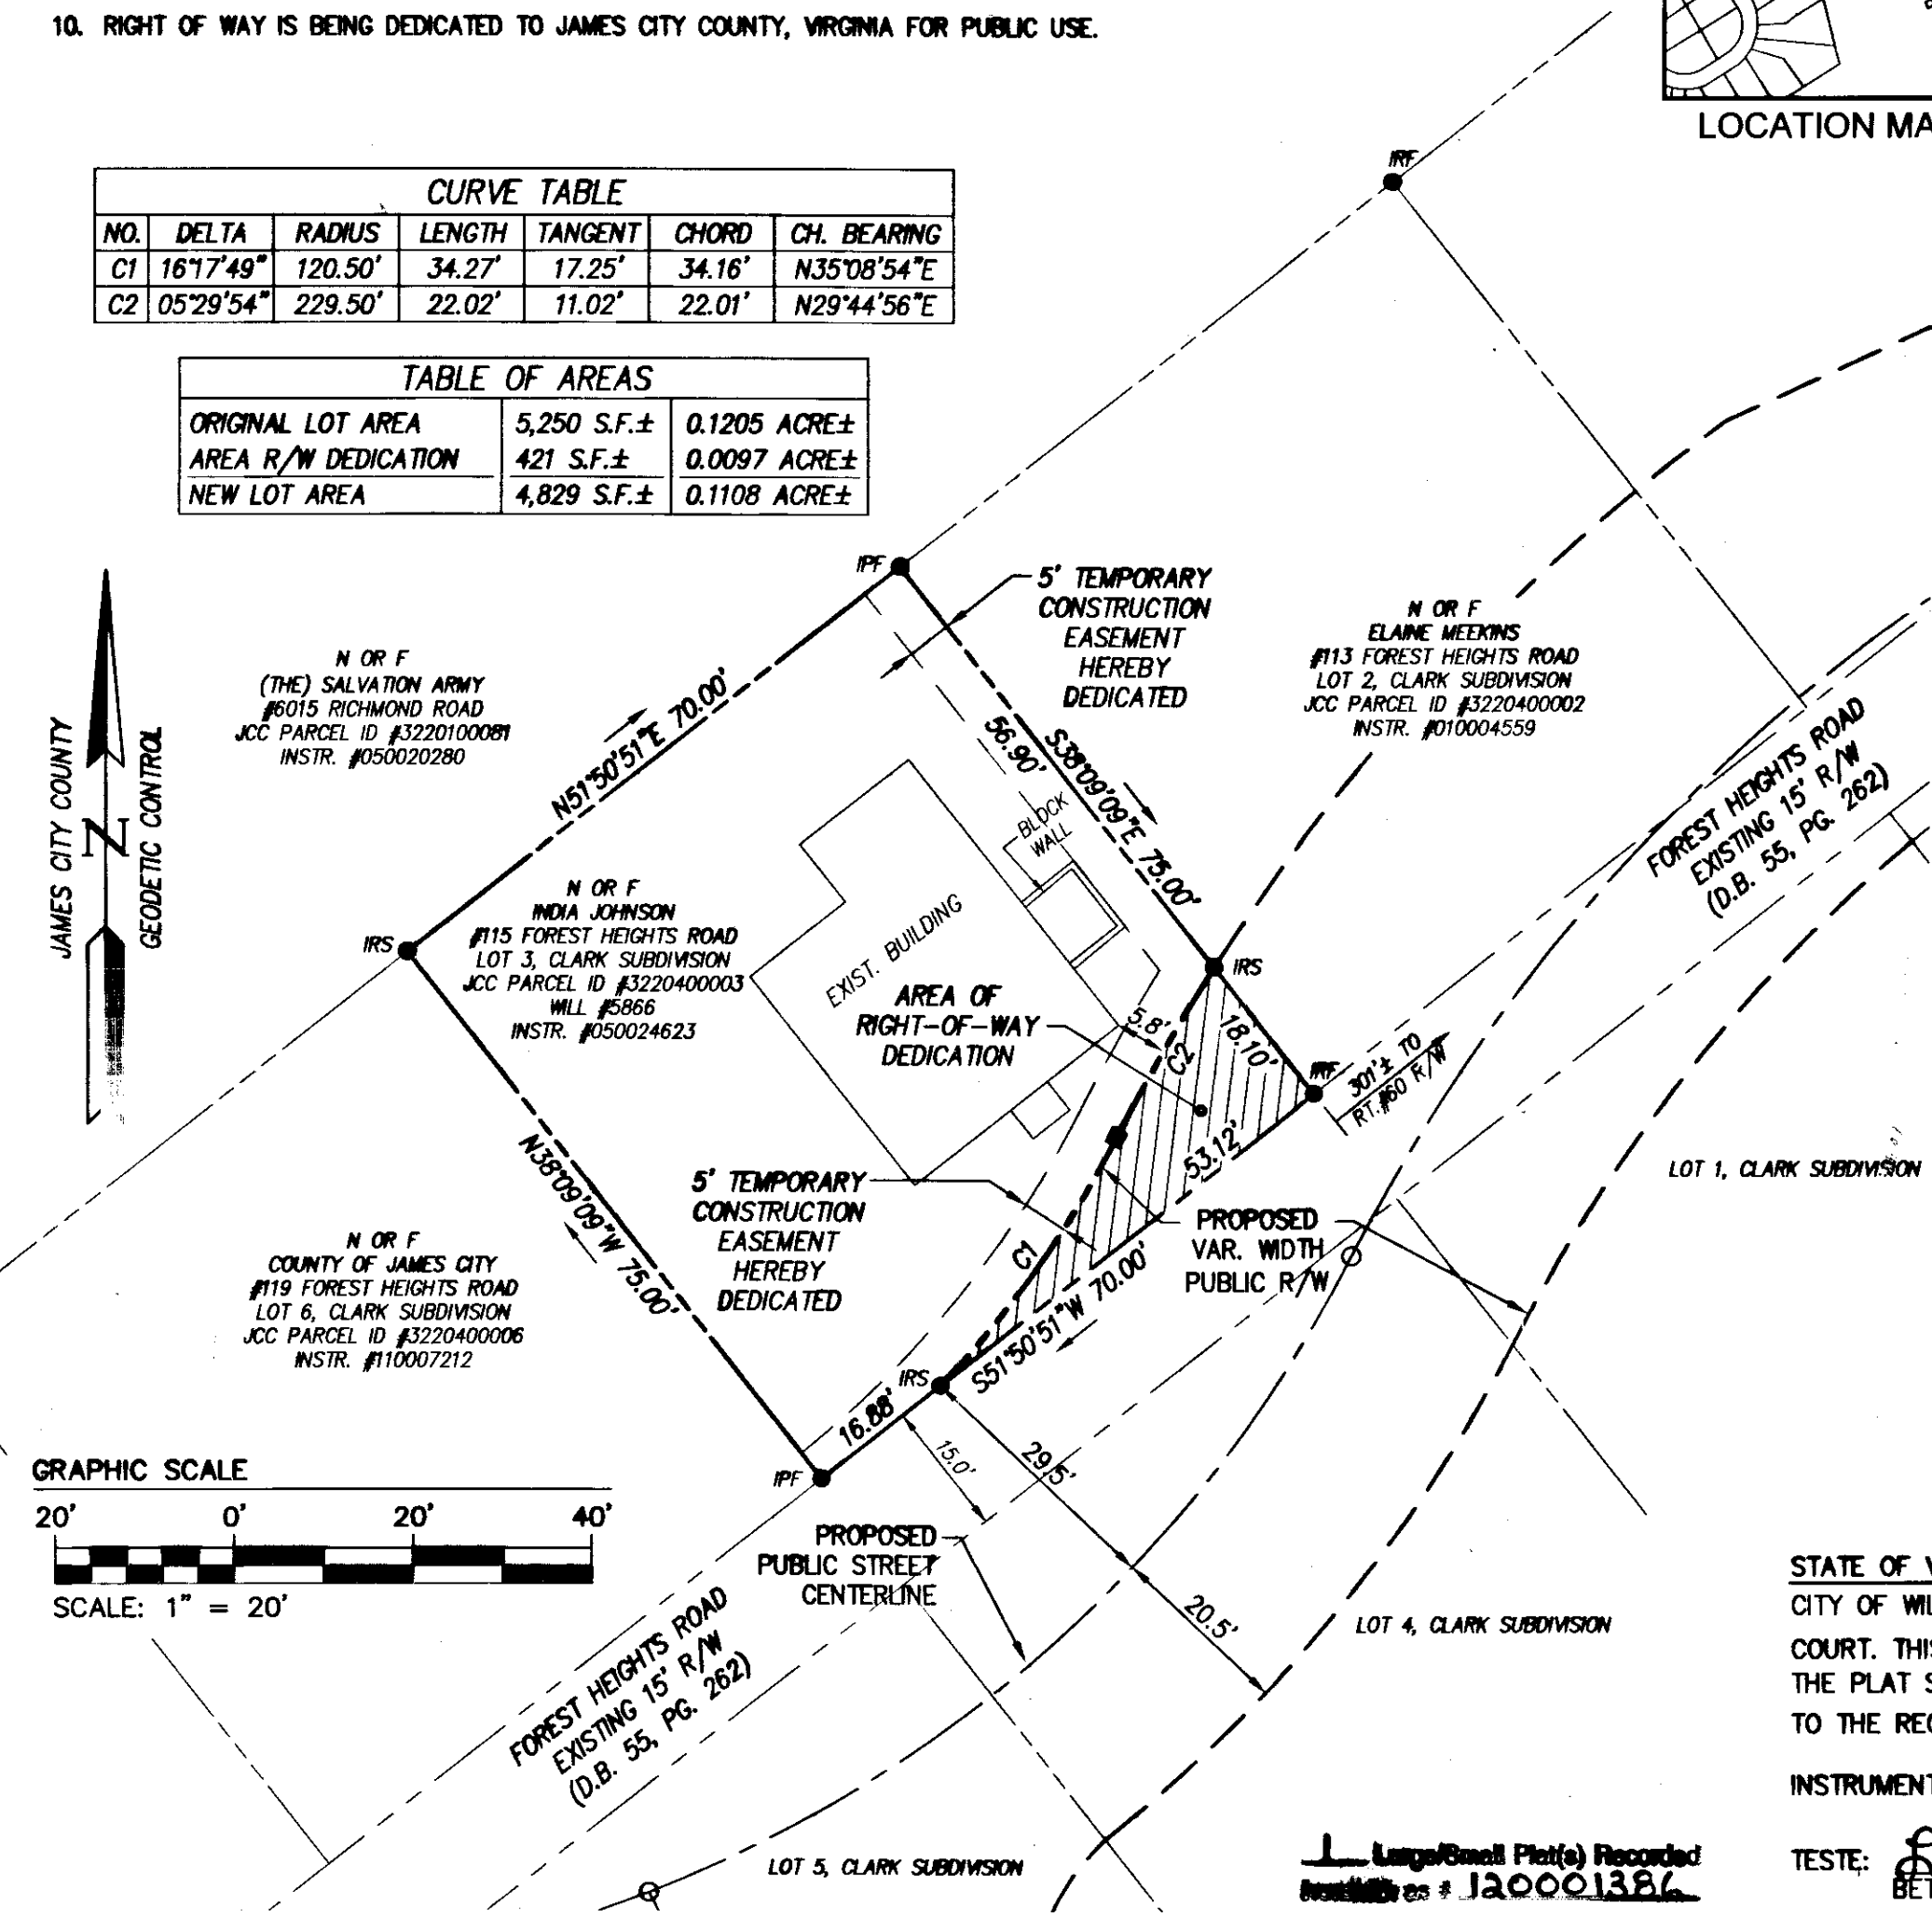 10. RIGHT OF WAY IS BEING DEDICATED TO JAMES CITY COUNTY, VIRGINIA FOR PUBLIC USE.
LOCATION MA
CURVE TABLE
NO. DELTA RADIUS LENGTH TANGENT CHORD CH. BEARING
C1 16°17'49" 120.50' 34.27' 17.25' 34.16' N35°08'54"E
C2 05°29'54" 229.50' 22.02' 11.02' 22.01' N29°44'56"E
TABLE OF AREAS
ORIGINAL LOT AREA 5,250 S.F.± 0.1205 ACRE±
AREA R/W DEDICATION 421 S.F.± 0.0097 ACRE±
NEW LOT AREA 4,829 S.F.± 0.1108 ACRE±
IRF
IPF
5' TEMPORARY
CONSTRUCTION
EASEMENT
HEREBY
DEDICATED
N OR F
ELAINE MEEKINS
#113 FOREST HEIGHTS ROAD
LOT 2, CLARK SUBDIVISION
JCC PARCEL ID #3220400002
INSTR. #010004559
N OR F
(THE) SALVATION ARMY
#6015 RICHMOND ROAD
JCC PARCEL ID #3220100081
INSTR. #050020280
JAMES CITY COUNTY
N
GEODETIC CONTROL
N51°50'51"E 70.00'
56.90'
S38°09'09"E 75.00'
BLOCK
WALL
FOREST HEIGHTS ROAD
EXISTING 15' R/W
(D.B. 55, PG. 262)
IRS
N OR F
INDIA JOHNSON
#115 FOREST HEIGHTS ROAD
LOT 3, CLARK SUBDIVISION
JCC PARCEL ID #3220400003
WILL #5866
INSTR. #050024623
EXIST. BUILDING
IRS
AREA OF
RIGHT-OF-WAY
DEDICATION
5.8'
C2
18.10'
IRF
301'± TO
RT.#60 R/W
53.12'
LOT 1, CLARK SUBDIVISION
N38°09'09"W 75.00'
5' TEMPORARY
CONSTRUCTION
EASEMENT
HEREBY
DEDICATED
C1
PROPOSED
VAR. WIDTH
PUBLIC R/W
S51°50'51"W 70.00'
N OR F
COUNTY OF JAMES CITY
#119 FOREST HEIGHTS ROAD
LOT 6, CLARK SUBDIVISION
JCC PARCEL ID #3220400006
INSTR. #110007212
IRS
16.88'
IPF
15.0'
29.5'
20.5'
GRAPHIC SCALE
20' 0' 20' 40'
SCALE: 1" = 20'
PROPOSED
PUBLIC STREET
CENTERLINE
FOREST HEIGHTS ROAD
EXISTING 15' R/W
(D.B. 55, PG. 262)
LOT 4, CLARK SUBDIVISION
LOT 5, CLARK SUBDIVISION
STATE OF V
CITY OF WIL
COURT. THIS
THE PLAT S
TO THE REC
INSTRUMENT
TESTE:
BET
1 Large/Small Plat(s) Recorded
as # 120001386